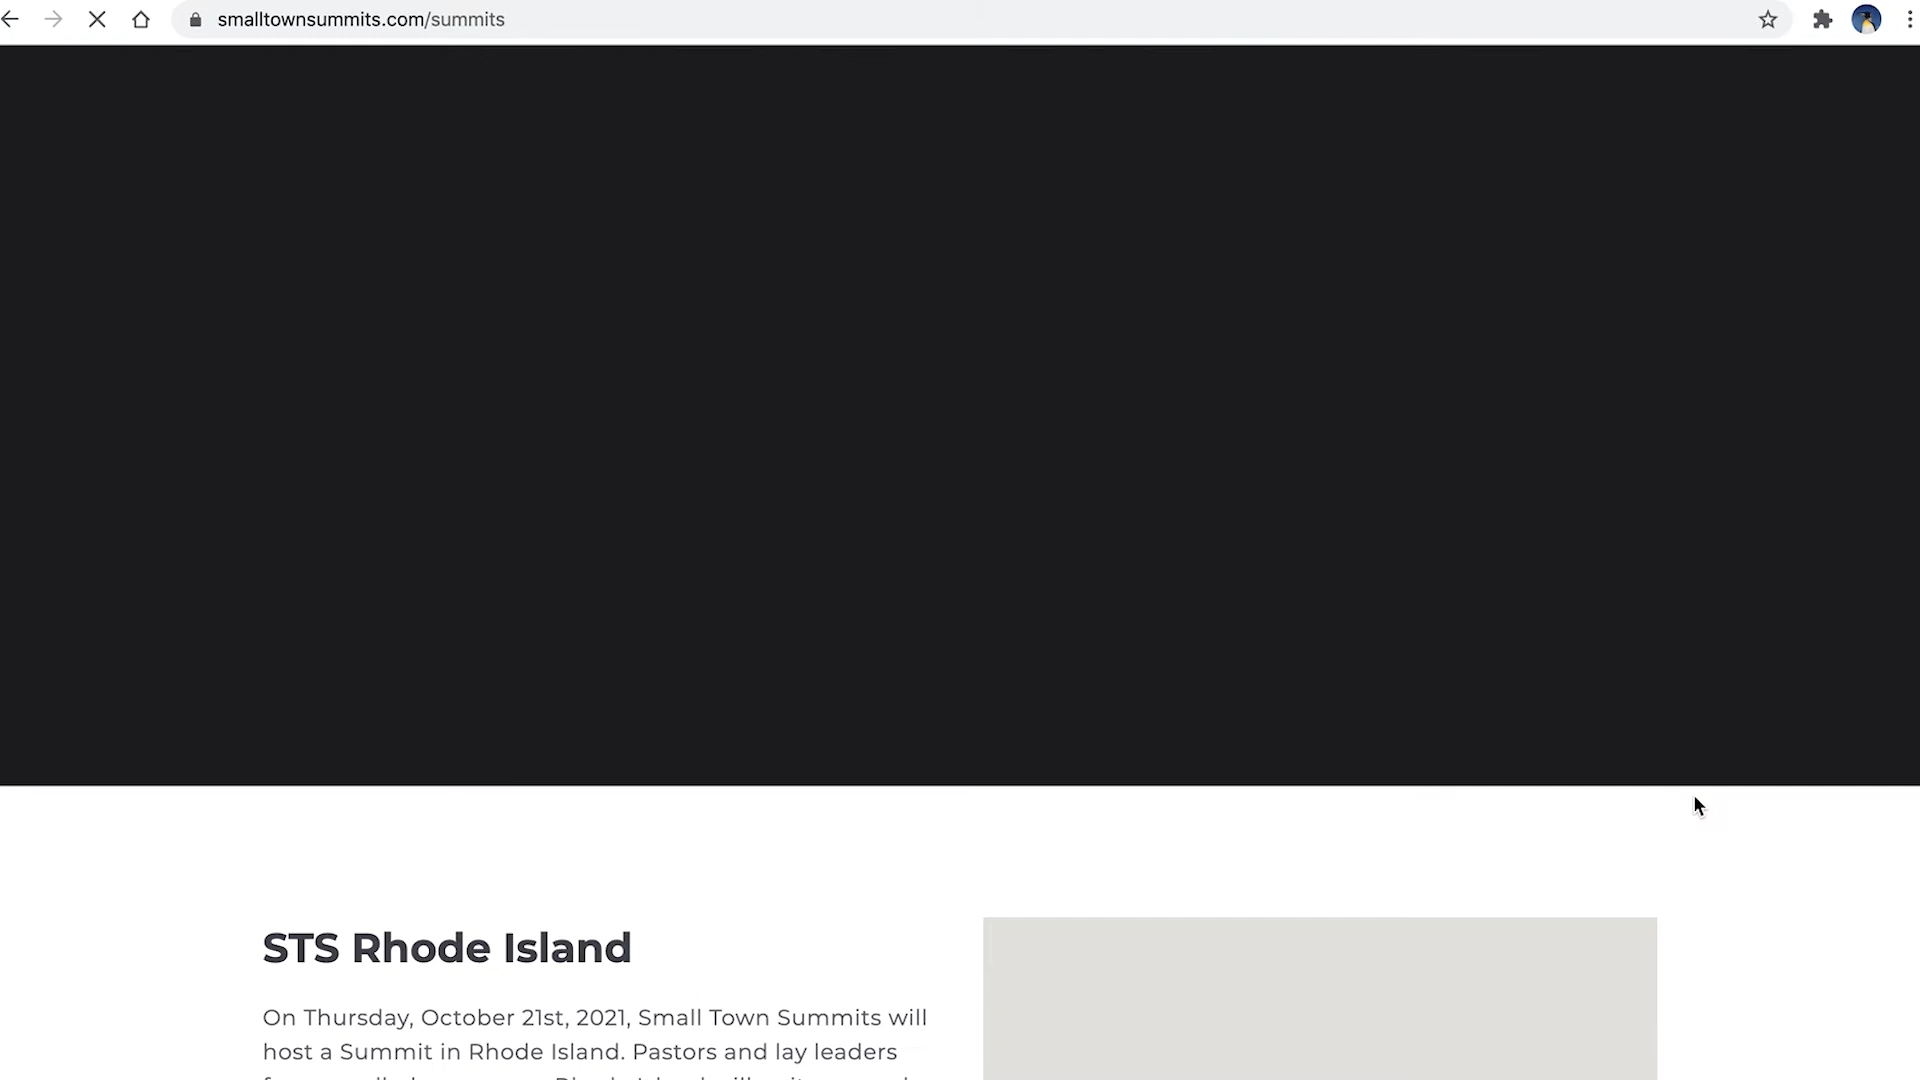 smalltownsummits.com/summits
STS Rhode Island
On Thursday, October 21st, 2021, Small Town Summits will
host a Summit in Rhode Island. Pastors and lay leaders